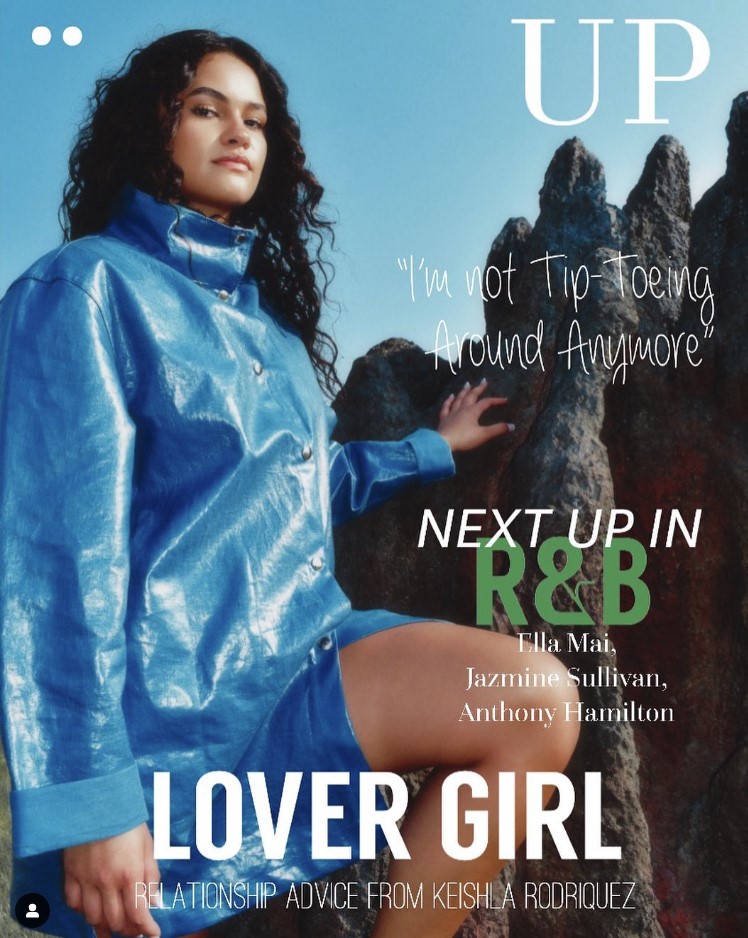 UP
"I'm not Tip-Toeing
Around Anymore"
NEXT UP IN
R&B
Ella Mai,
Jazmine Sullivan,
Anthony Hamilton
LOVER GIRL
RELATIONSHIP ADVICE FROM KEISHLA RODRIQUEZ